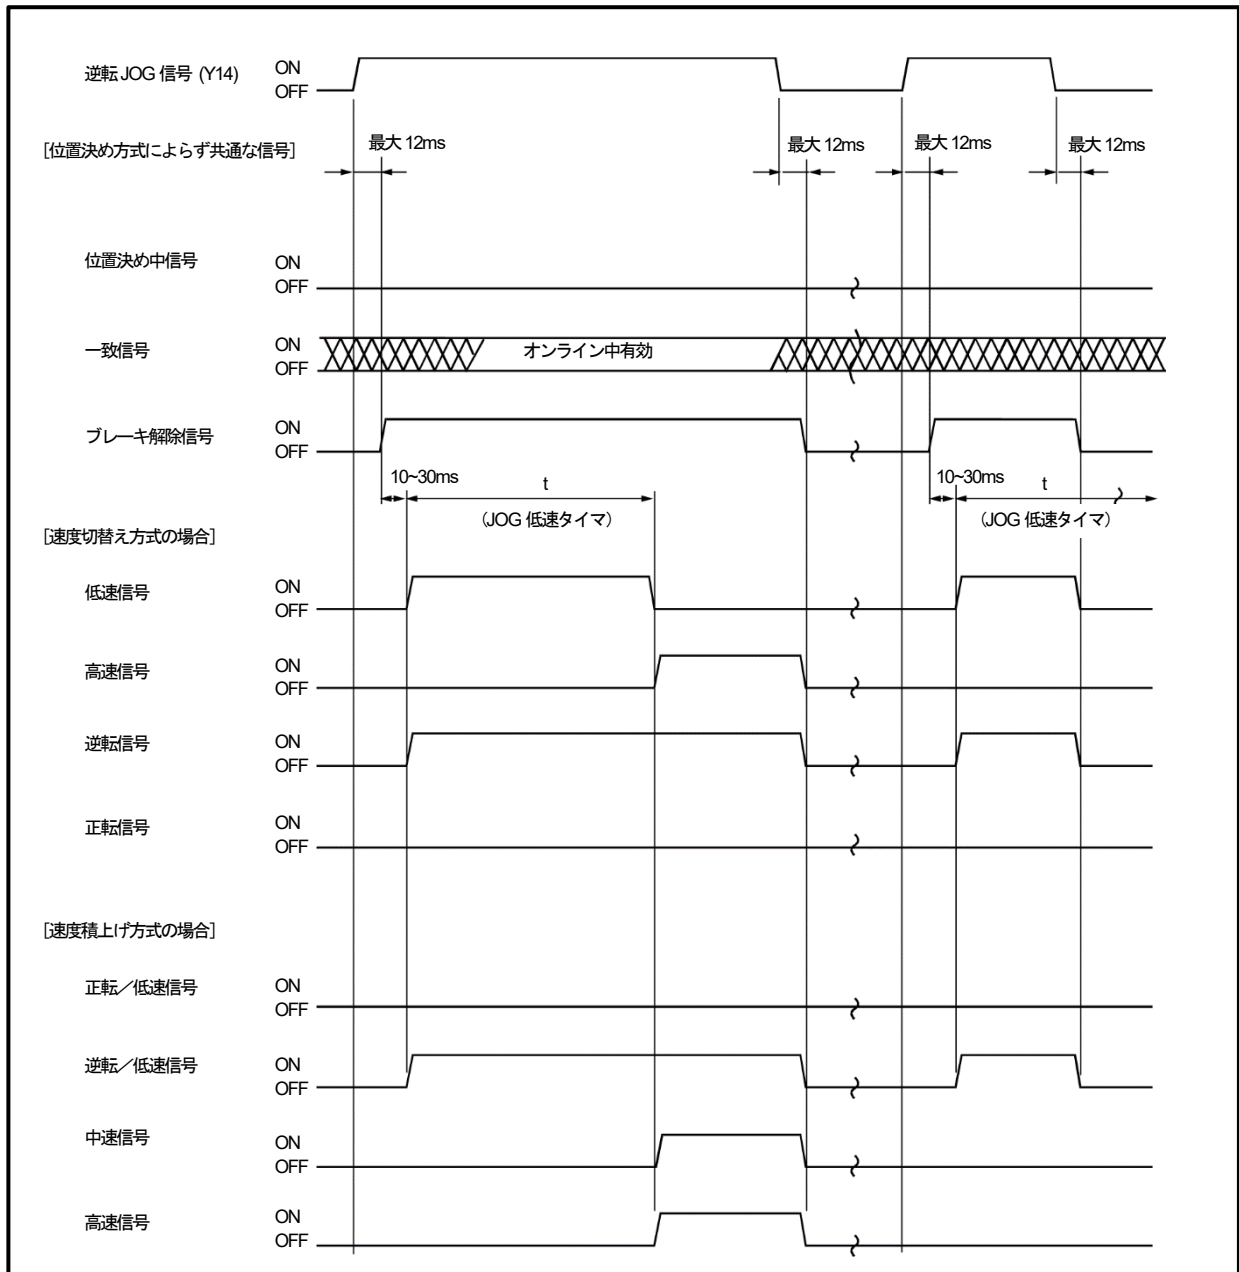 逆転 JOG 信号 (Y14)
ON
OFF
[位置決め方式によらず共通な信号]
最大 12ms
最大 12ms
最大 12ms
最大 12ms
位置決め中信号
ON
OFF
一致信号
ON
OFF
オンライン中有効
ブレーキ解除信号
ON
OFF
10~30ms
t
(JOG 低速タイマ)
10~30ms
t
(JOG 低速タイマ)
[速度切替え方式の場合]
低速信号
ON
OFF
高速信号
ON
OFF
逆転信号
ON
OFF
正転信号
ON
OFF
[速度積上げ方式の場合]
正転／低速信号
ON
OFF
逆転／低速信号
ON
OFF
中速信号
ON
OFF
高速信号
ON
OFF